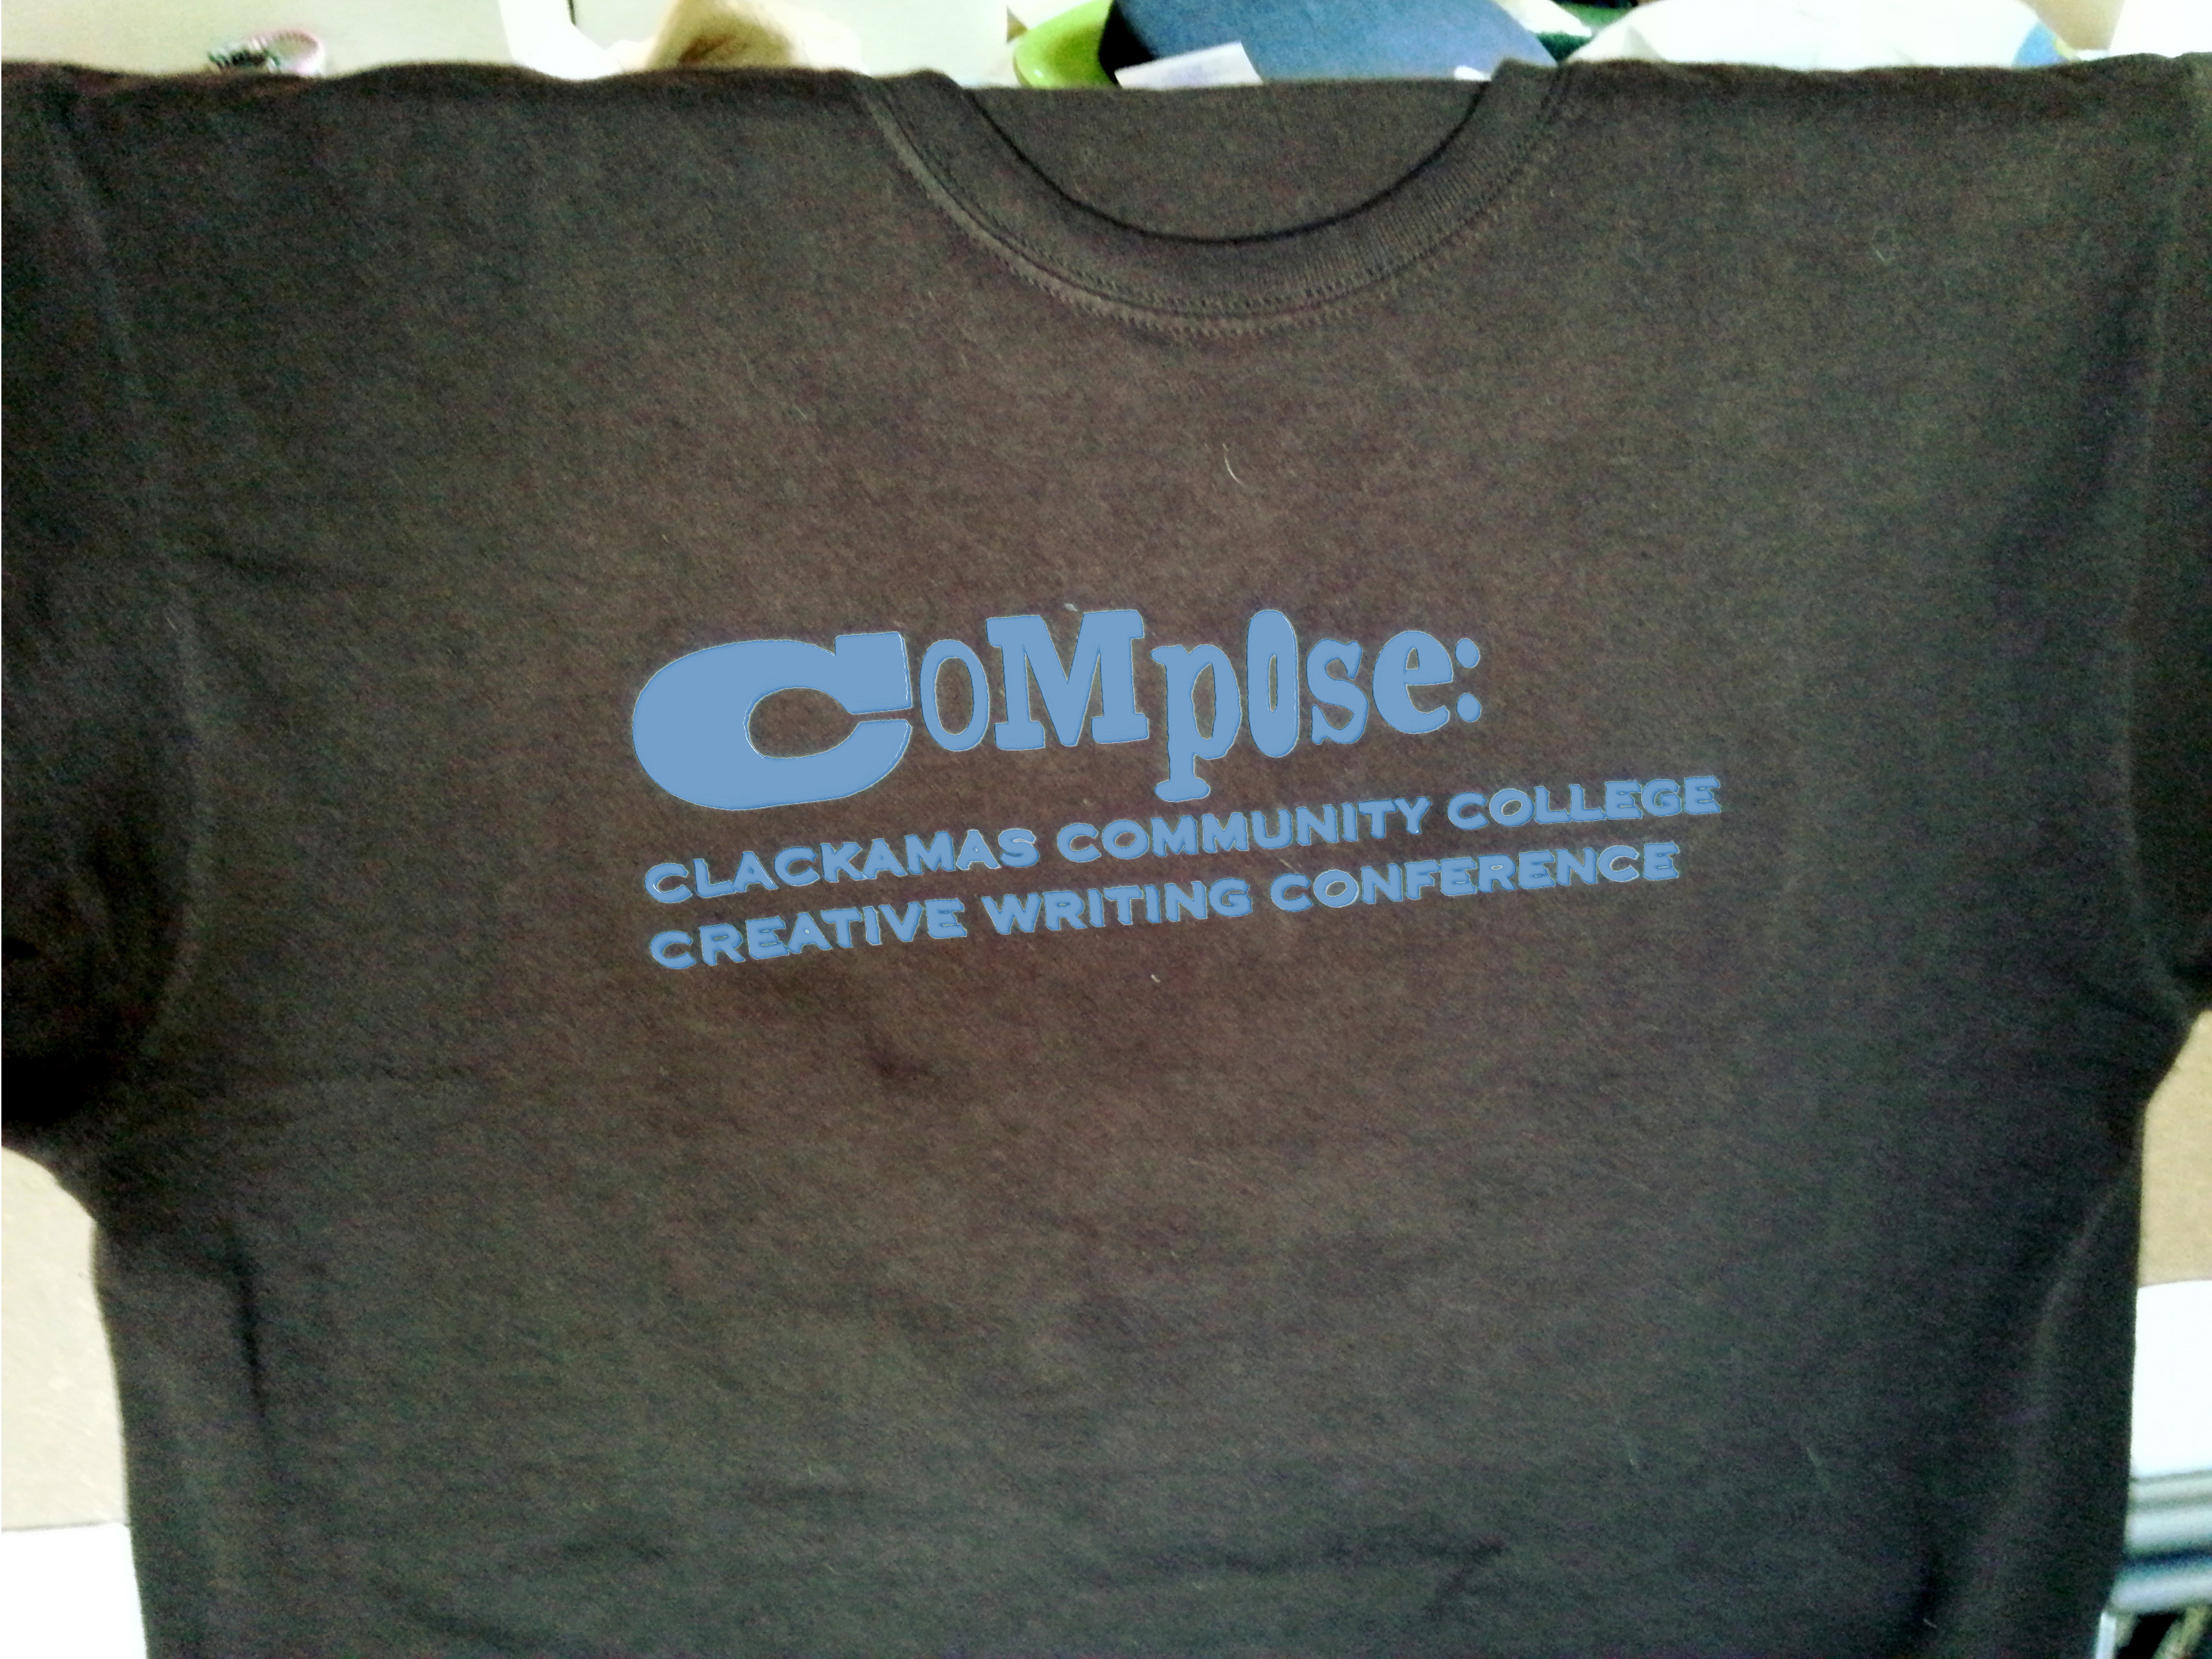 CoMpOse:
CLACKAMAS COMMUNITY COLLEGE
CREATIVE WRITING CONFERENCE